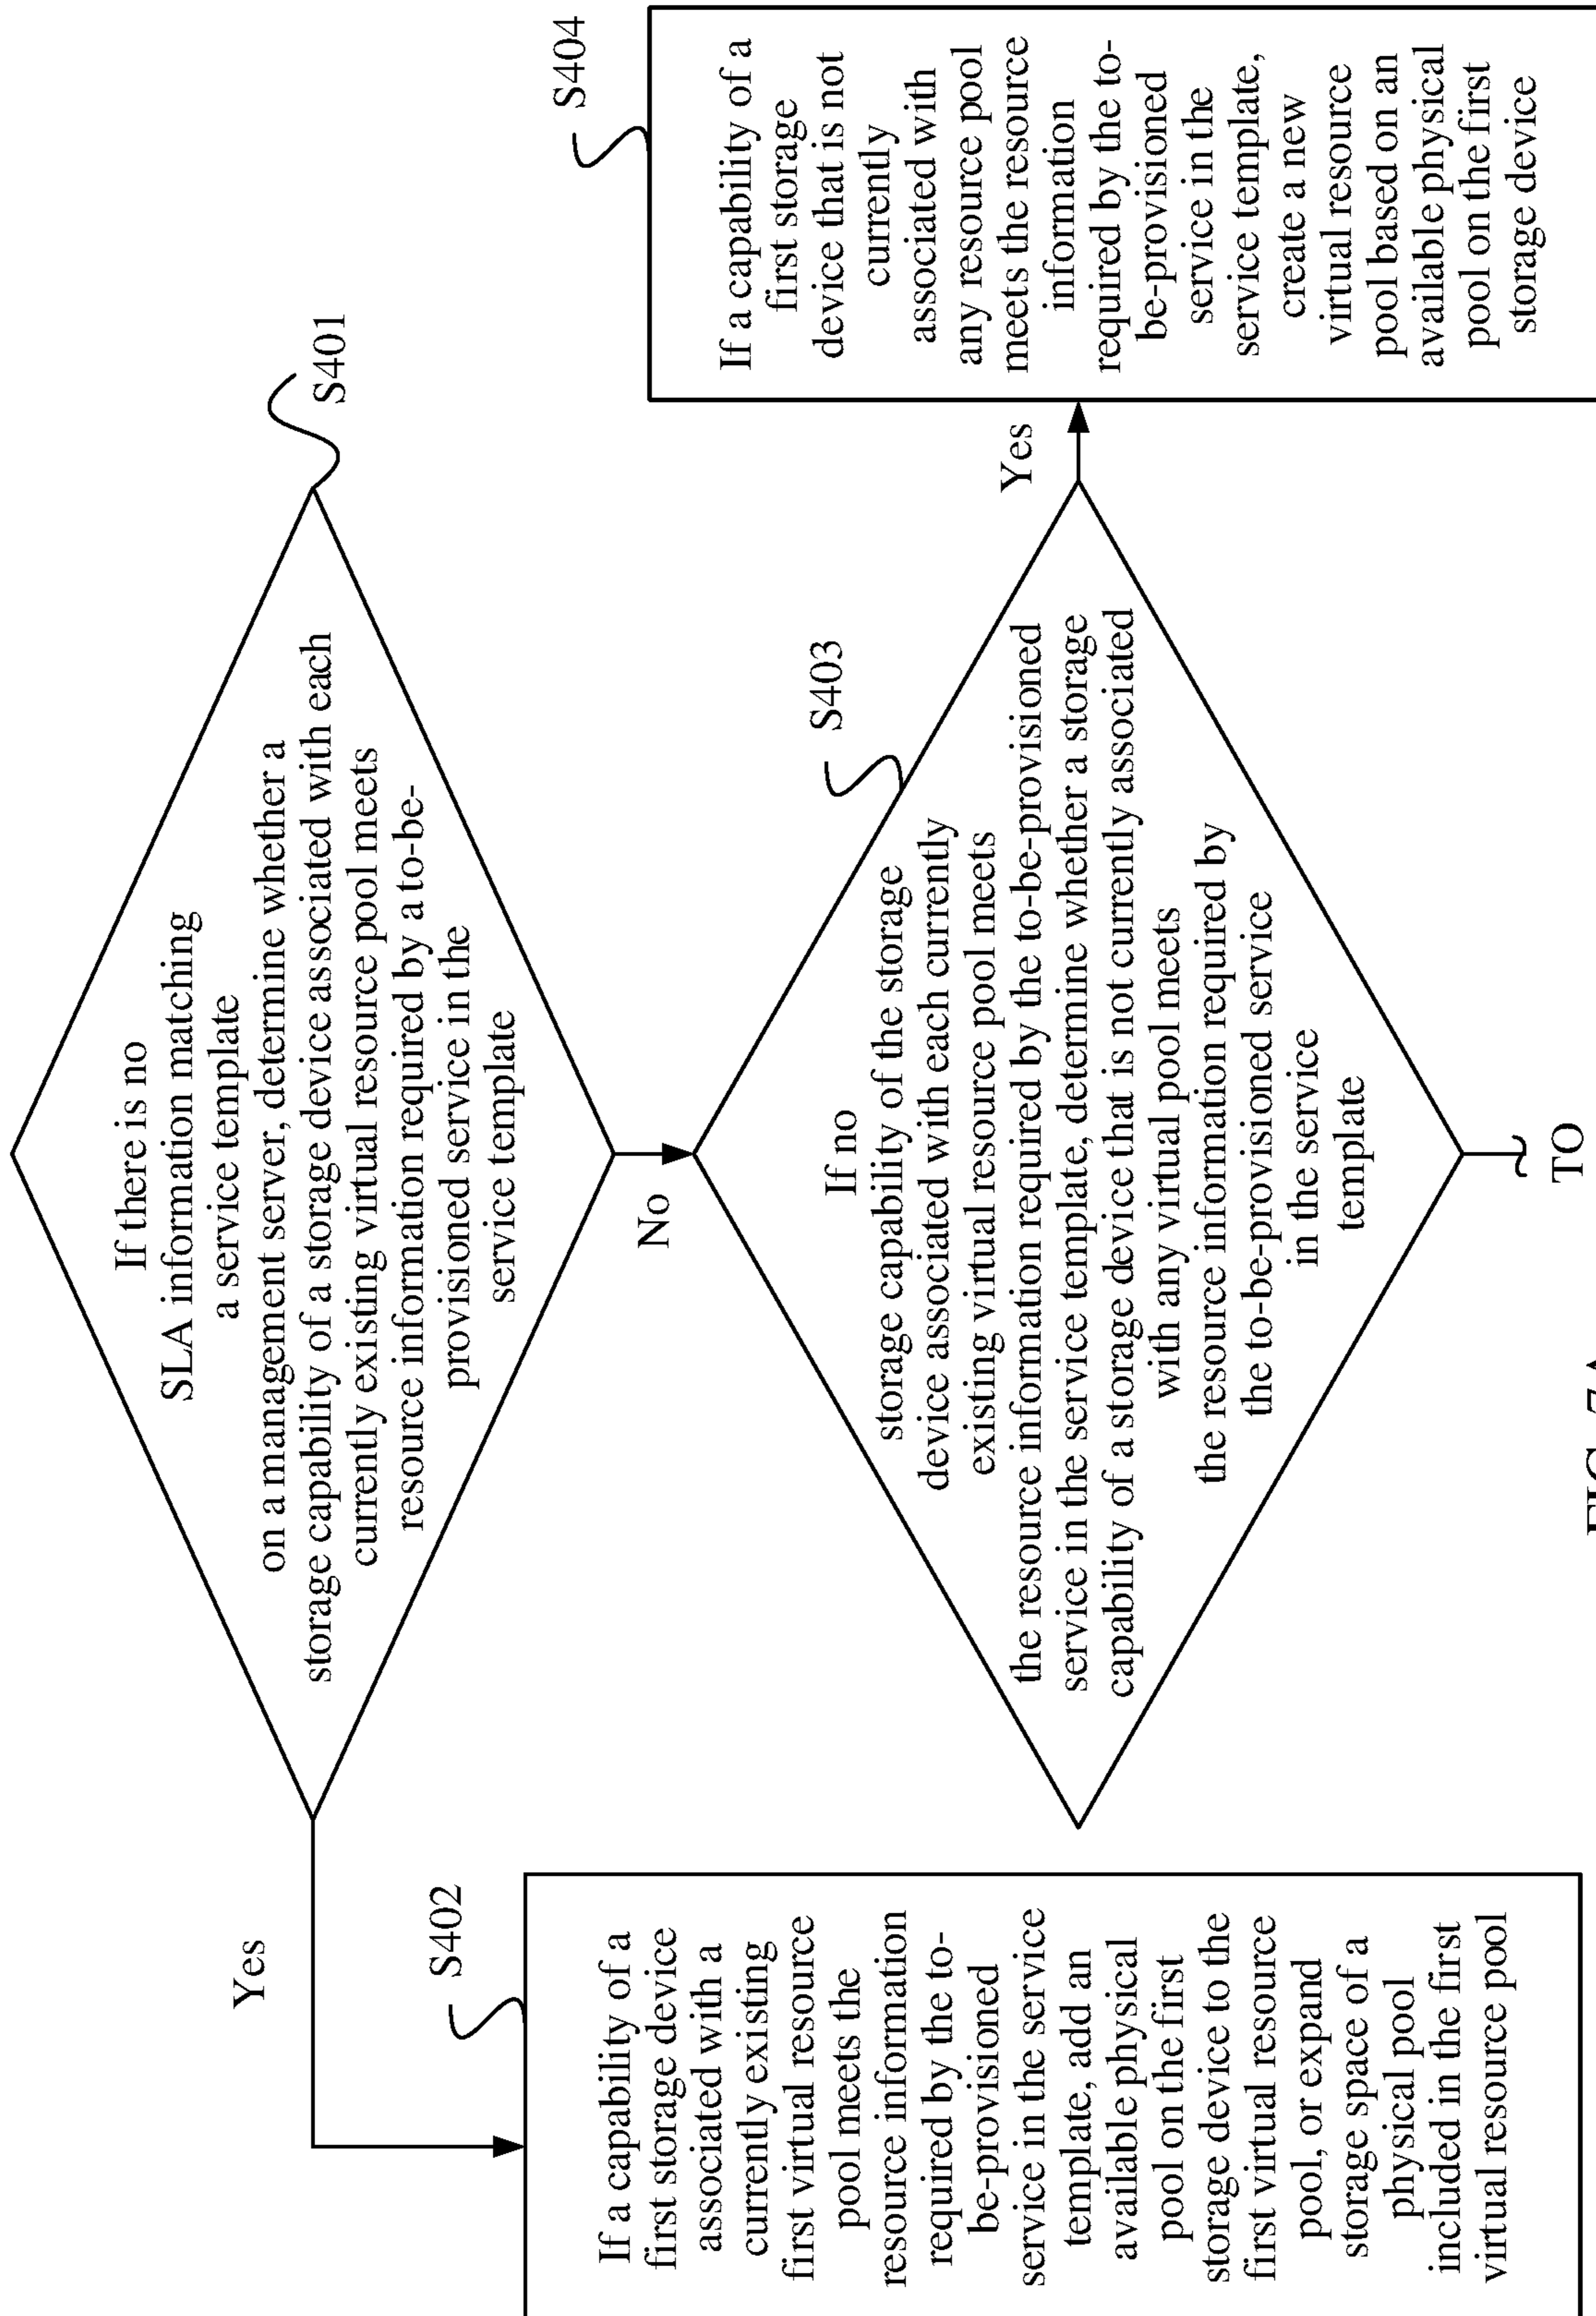 If there is no
SLA information matching
a service template
on a management server, determine whether a
storage capability of a storage device associated with each
currently existing virtual resource pool meets
resource information required by a to-be-
provisioned service in the
service template
S401
Yes
S402
If a capability of a
first storage device
associated with a
currently existing
first virtual resource
pool meets the
resource information
required by the to-
be-provisioned
service in the service
template, add an
available physical
pool on the first
storage device to the
first virtual resource
pool, or expand
storage space of a
physical pool
included in the first
virtual resource pool
No
S403
If no
storage capability of the storage
device associated with each currently
existing virtual resource pool meets
the resource information required by the to-be-provisioned
service in the service template, determine whether a storage
capability of a storage device that is not currently associated
with any virtual pool meets
the resource information required by
the to-be-provisioned service
in the service
template
Yes
S404
If a capability of a
first storage
device that is not
currently
associated with
any resource pool
meets the resource
information
required by the to-
be-provisioned
service in the
service template,
create a new
virtual resource
pool based on an
available physical
pool on the first
storage device
TO